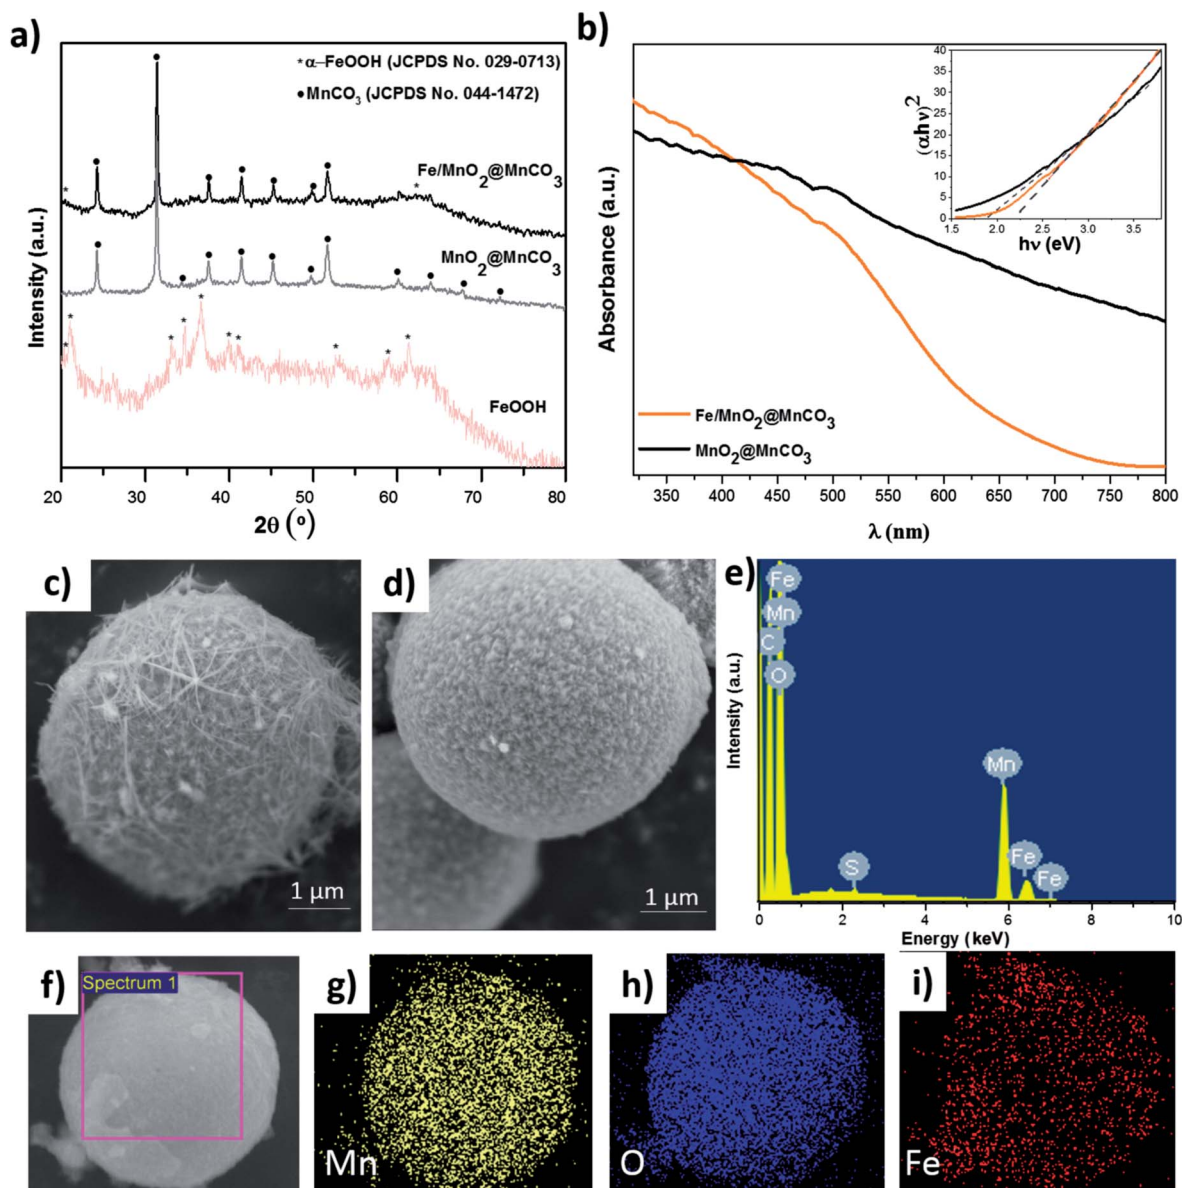 a)
* α–FeOOH (JCPDS No. 029-0713)
● MnCO3 (JCPDS No. 044-1472)
Fe/MnO2@MnCO3
MnO2@MnCO3
FeOOH
Intensity (a.u.)
20 30 40 50 60 70 80
2θ (o)
b)
Absorbance (a.u.)
(αhν)2
40
35
30
25
20
15
10
5
0
1.5 2.0 2.5 3.0 3.5
hν (eV)
Fe/MnO2@MnCO3
MnO2@MnCO3
325 400 450 500 550 600 650 700 750 800
λ (nm)
c)
1 µm
d)
1 µm
e)
Intensity (a.u.)
Fe
Mn
C
O
S
Mn
Fe
Fe
0 2 4 6 8 10
Energy (keV)
f)
Spectrum 1
g)
Mn
h)
O
i)
Fe